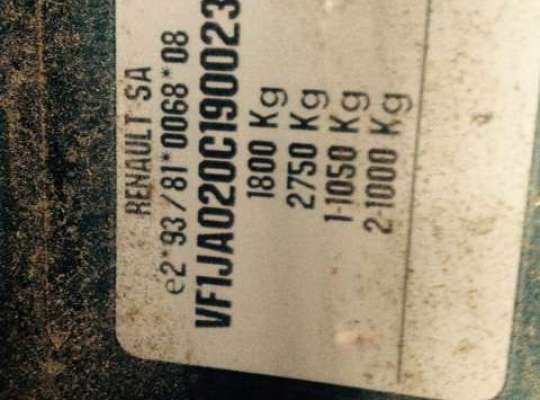 RENAULT SA
e2*93/81*0068*08
VF1JA020C190023
1800 Kg
2750 Kg
1-1050 Kg
2-1000 Kg